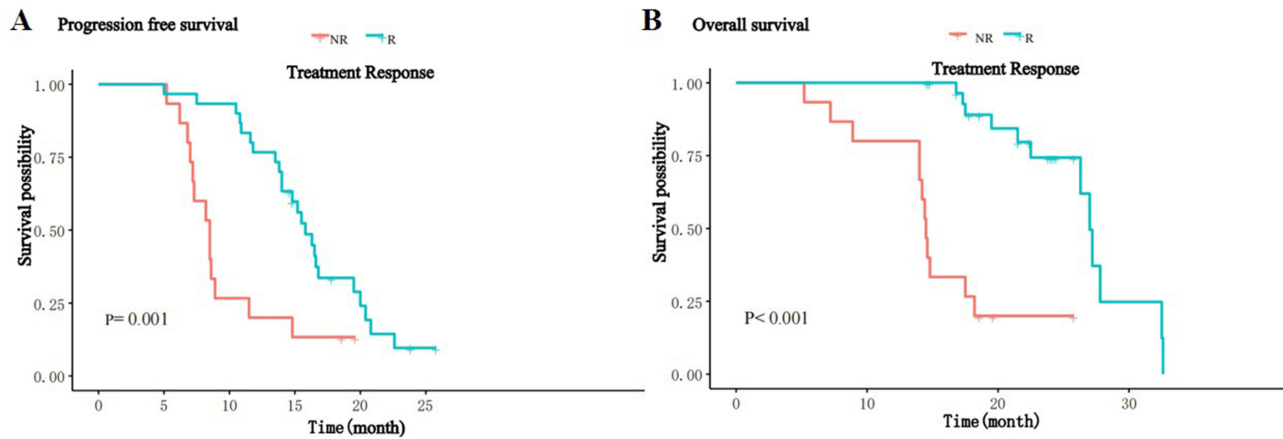 A Progression free survival
NR R
Treatment Response
Survival possibility
1.00
0.75
0.50
0.25
0.00
P= 0.001
0 5 10 15 20 25
Time(month)
B Overall survival
NR R
Treatment Response
Survival possibility
1.00
0.75
0.50
0.25
0.00
P< 0.001
0 10 20 30
Time(month)